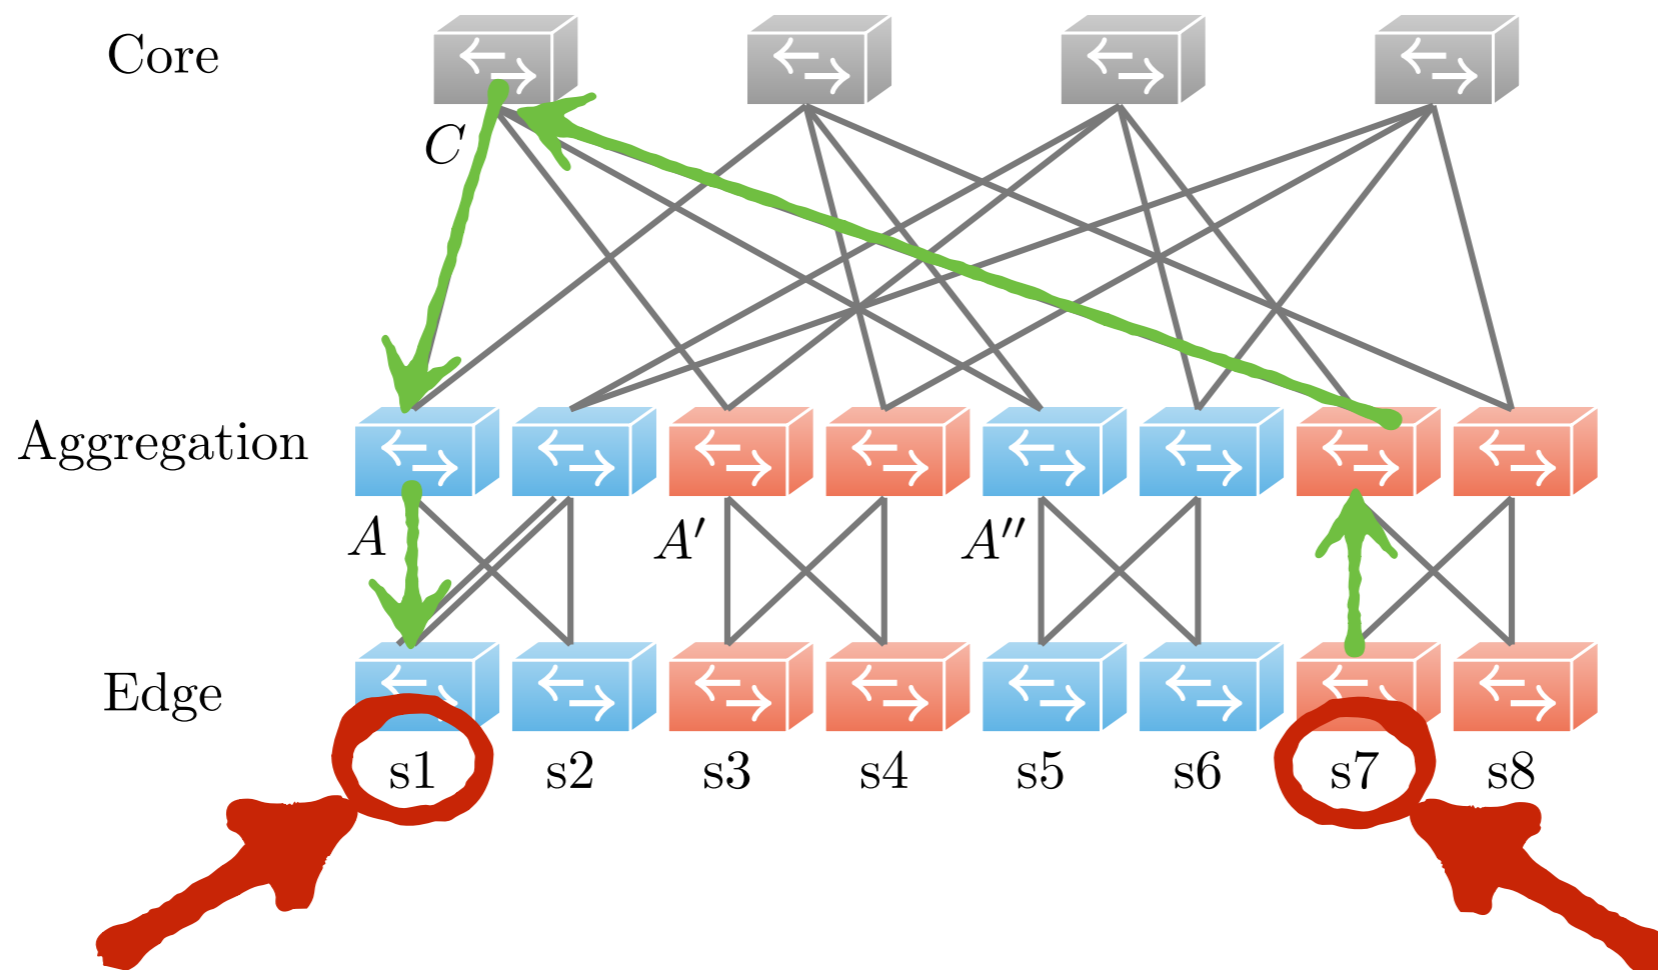 Core
C
Aggregation
A A′ A″
Edge
s1 s2 s3 s4 s5 s6 s7 s8